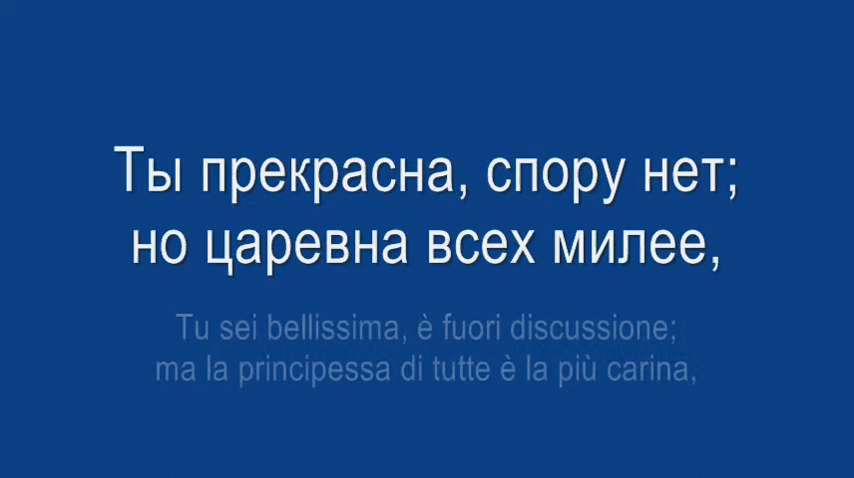 Ты прекрасна, спору нет;
но царевна всех милее,
Tu sei bellissima, è fuori discussione;
ma la principessa di tutte è la più carina,